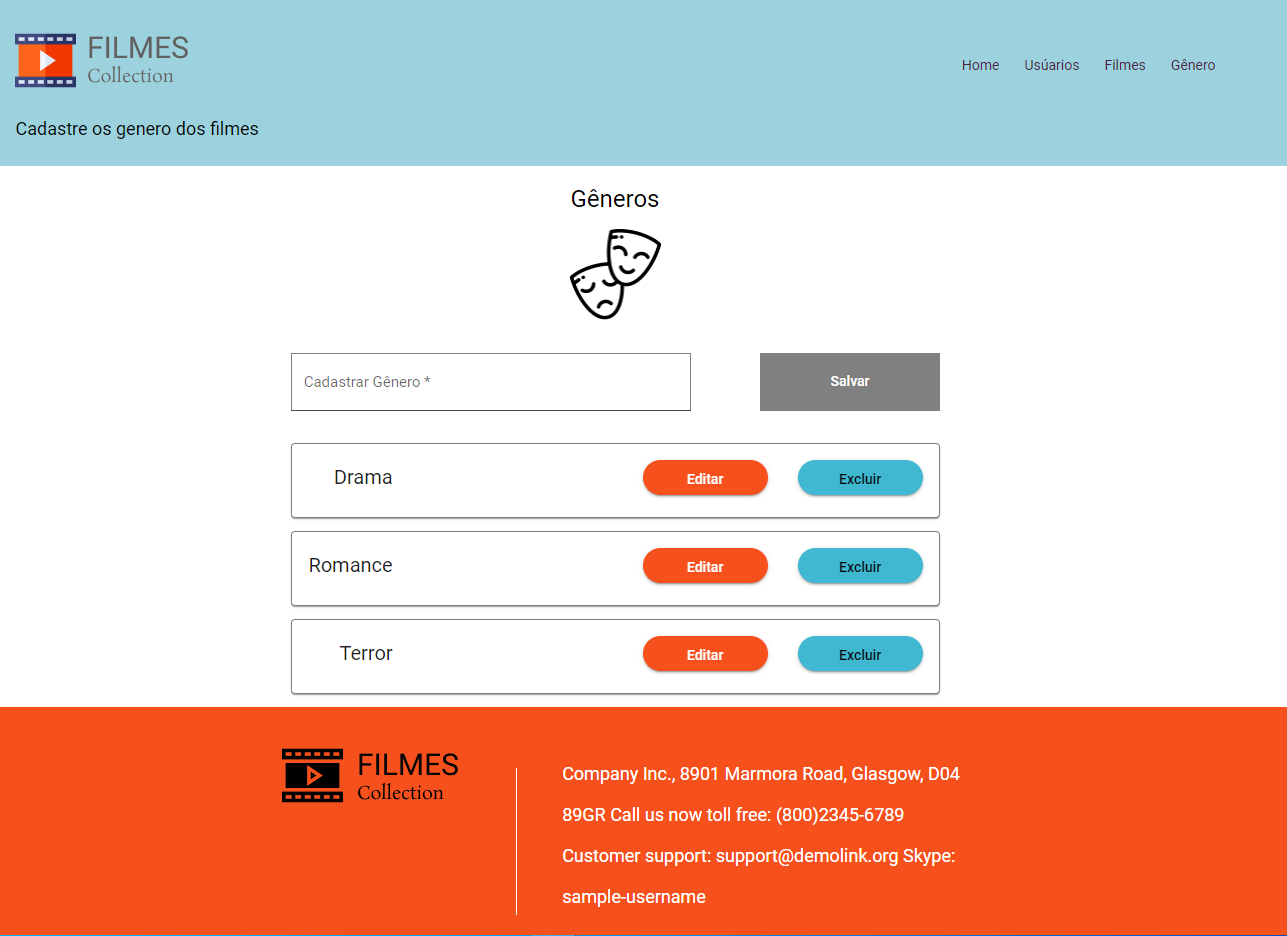 FILMES
Collection
Home Usúarios Filmes Gênero
Cadastre os genero dos filmes
Gêneros
Cadastrar Gênero *
Salvar
Drama Editar Excluir
Romance Editar Excluir
Terror Editar Excluir
FILMES
Collection
Company Inc., 8901 Marmora Road, Glasgow, D04
89GR Call us now toll free: (800)2345-6789
Customer support: support@demolink.org Skype:
sample-username